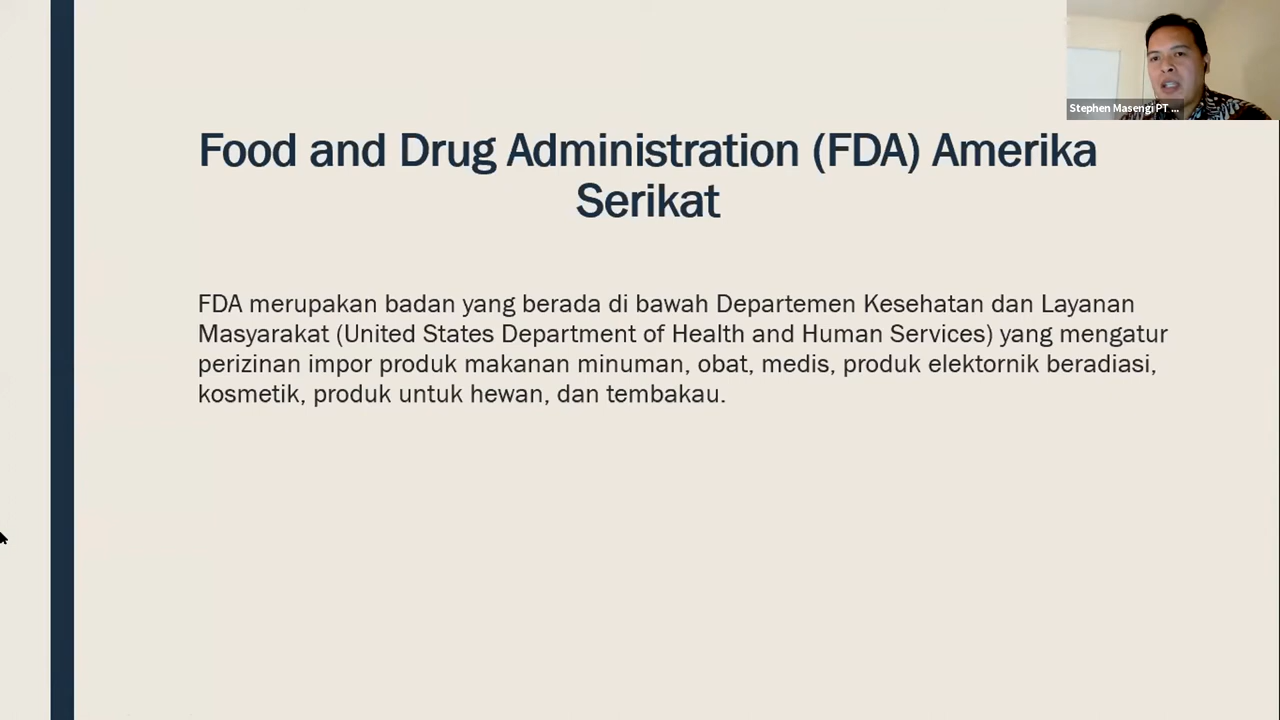 Stephen Masengi PT ...
Food and Drug Administration (FDA) Amerika
Serikat
FDA merupakan badan yang berada di bawah Departemen Kesehatan dan Layanan
Masyarakat (United States Department of Health and Human Services) yang mengatur
perizinan impor produk makanan minuman, obat, medis, produk elektornik beradiasi,
kosmetik, produk untuk hewan, dan tembakau.